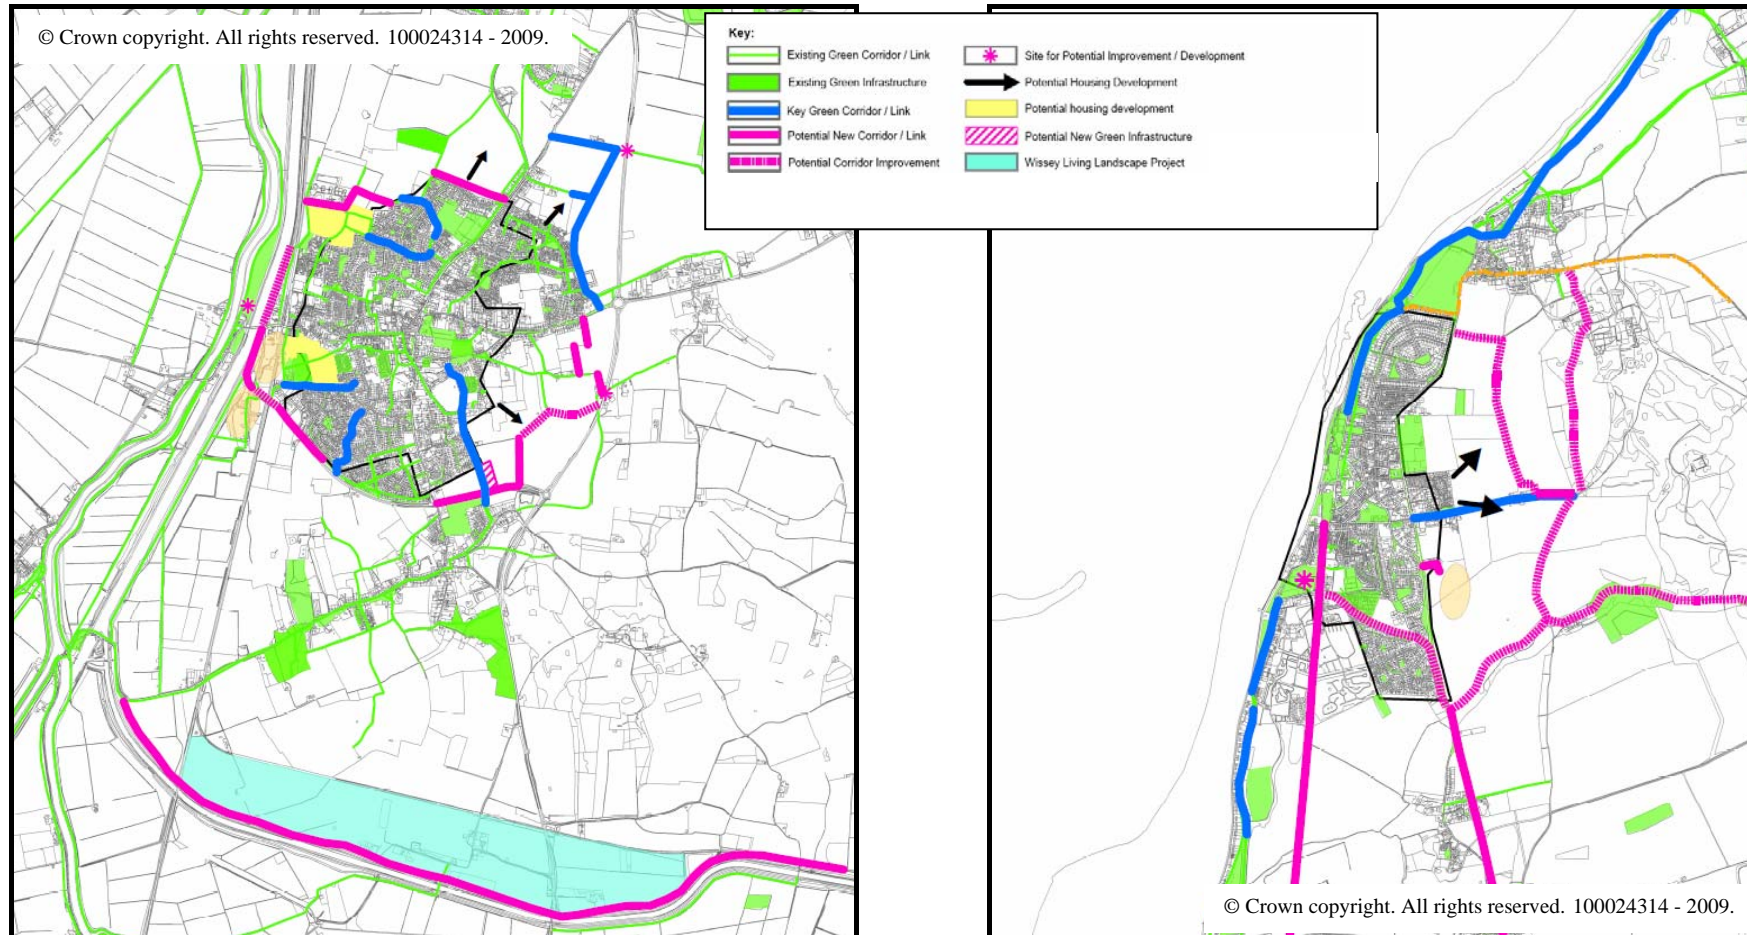 © Crown copyright. All rights reserved. 100024314 - 2009.
Key:
Existing Green Corridor / Link
Existing Green Infrastructure
Key Green Corridor / Link
Potential New Corridor / Link
Potential Corridor Improvement
Site for Potential Improvement / Development
Potential Housing Development
Potential housing development
Potential New Green Infrastructure
Wissey Living Landscape Project
© Crown copyright. All rights reserved. 100024314 - 2009.